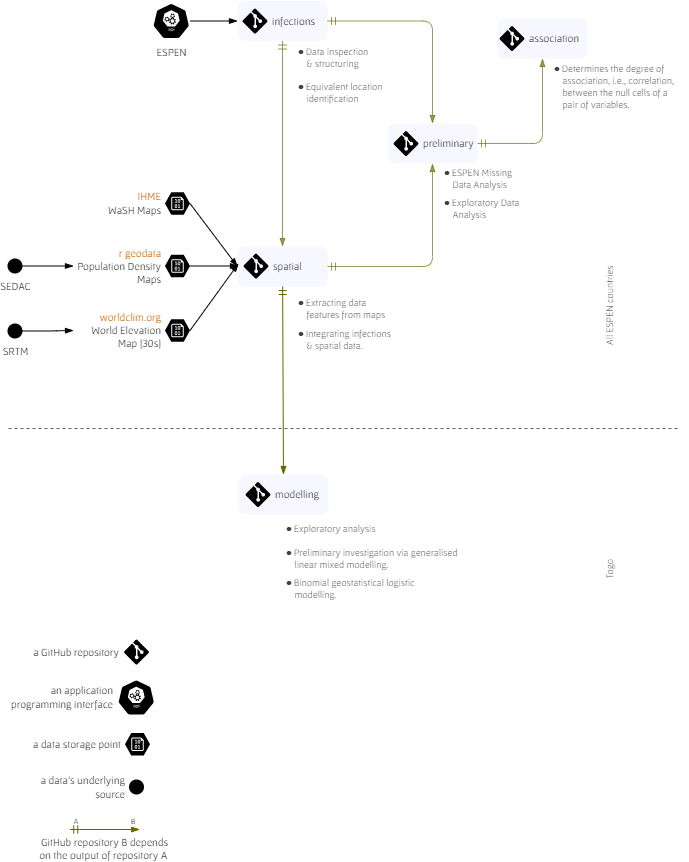 infections
ESPEN
● Data inspection
& structuring
● Equivalent location
identification
association
● Determines the degree of
association, i.e., correlation,
between the null cells of a
pair of variables.
preliminary
● ESPEN Missing
Data Analysis
● Exploratory Data
Analysis
IHME
WaSH Maps
r geodata
Population Density
Maps
SEDAC
worldclim.org
World Elevation
Map (30s)
SRTM
spatial
● Extracting data
features from maps
● Integrating infections
& spatial data.
All ESPEN countries
modelling
● Exploratory analysis
● Preliminary investigation via generalised
linear mixed modelling.
● Binomial geostatistical logistic
modelling.
Togo
a GitHub repository
an application
programming interface
a data storage point
a data's underlying
source
A B
GitHub repository B depends
on the output of repository A